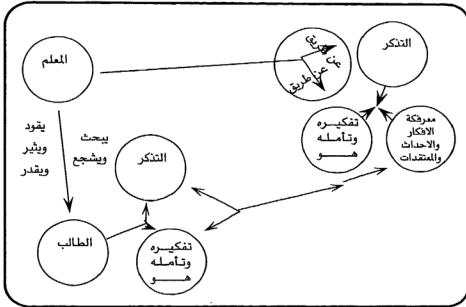 التذكر
عن طريق
عن طريق
المعلم
تفكيره
وتأمله
هو
معرفكة
الافكار
والاحداث
والمعتقدات
يقود
ويثير
ويقدر
يبحث
ويشجع
التذكر
الطالب
تفكيره
وتأمله
هو